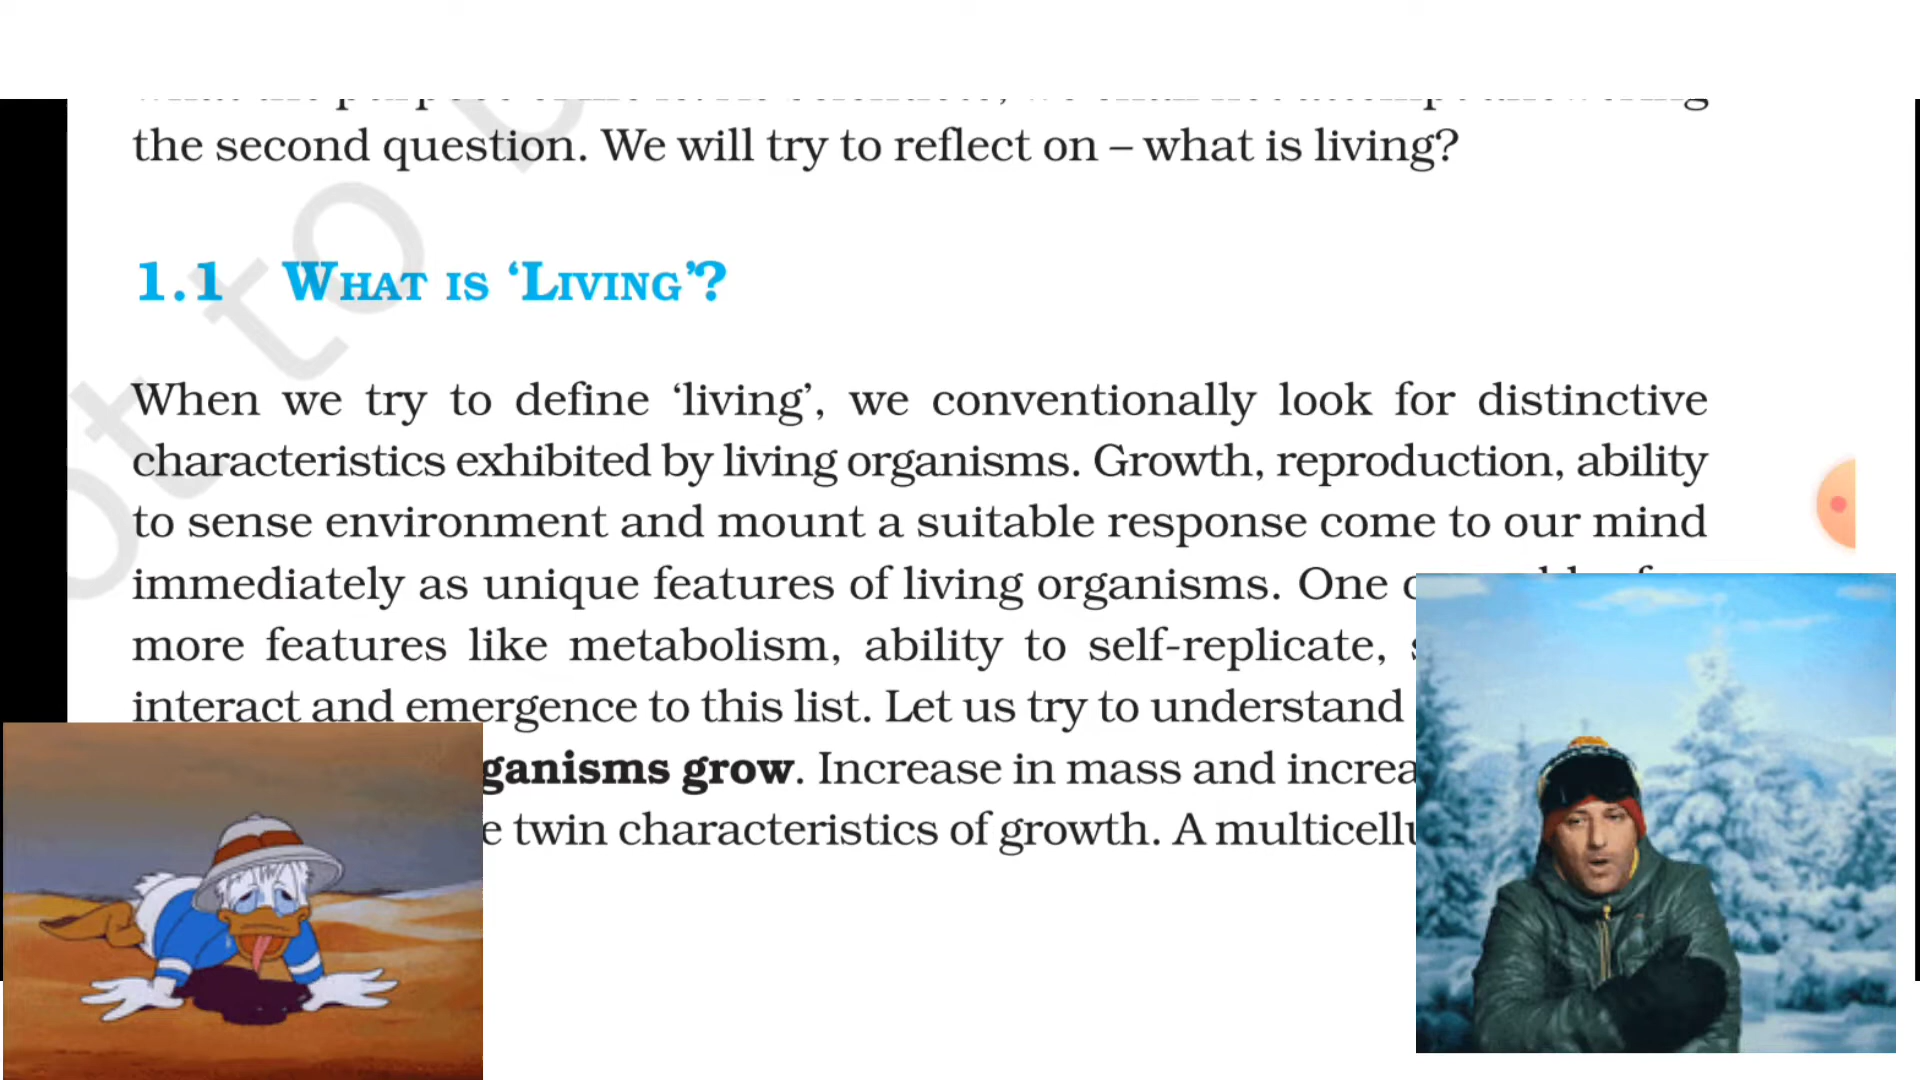 the second question. We will try to reflect on – what is living?
1.1 WHAT IS ‘LIVING’?
When we try to define ‘living’, we conventionally look for distinctive
characteristics exhibited by living organisms. Growth, reproduction, ability
to sense environment and mount a suitable response come to our mind
immediately as unique features of living organisms. One
more features like metabolism, ability to self-replicate,
interact and emergence to this list. Let us try to understand
grow. Increase in mass and
twin characteristics of growth. A
ot to